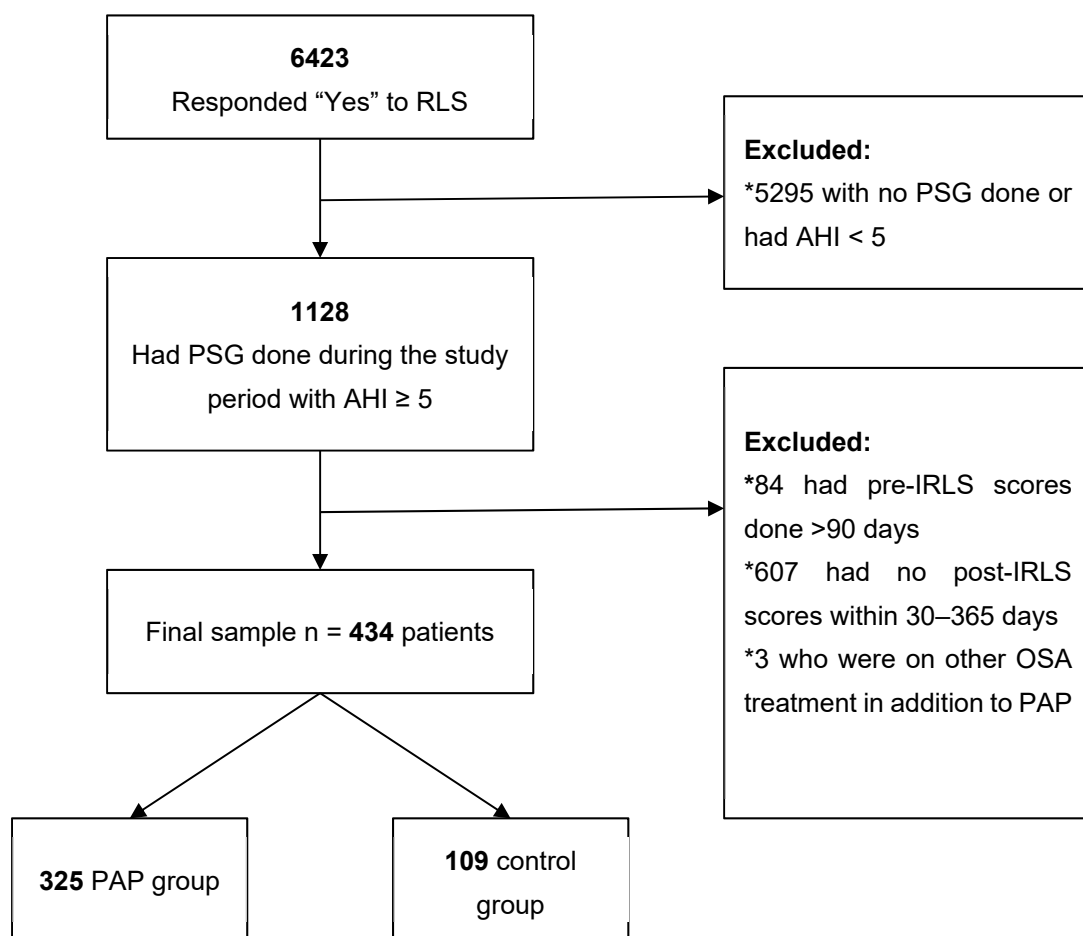 6423
Responded “Yes” to RLS
Excluded:
*5295 with no PSG done or
had AHI < 5
1128
Had PSG done during the study
period with AHI ≥ 5
Excluded:
*84 had pre-IRLS scores
done >90 days
*607 had no post-IRLS
scores within 30–365 days
*3 who were on other OSA
treatment in addition to PAP
Final sample n = 434 patients
325 PAP group
109 control
group